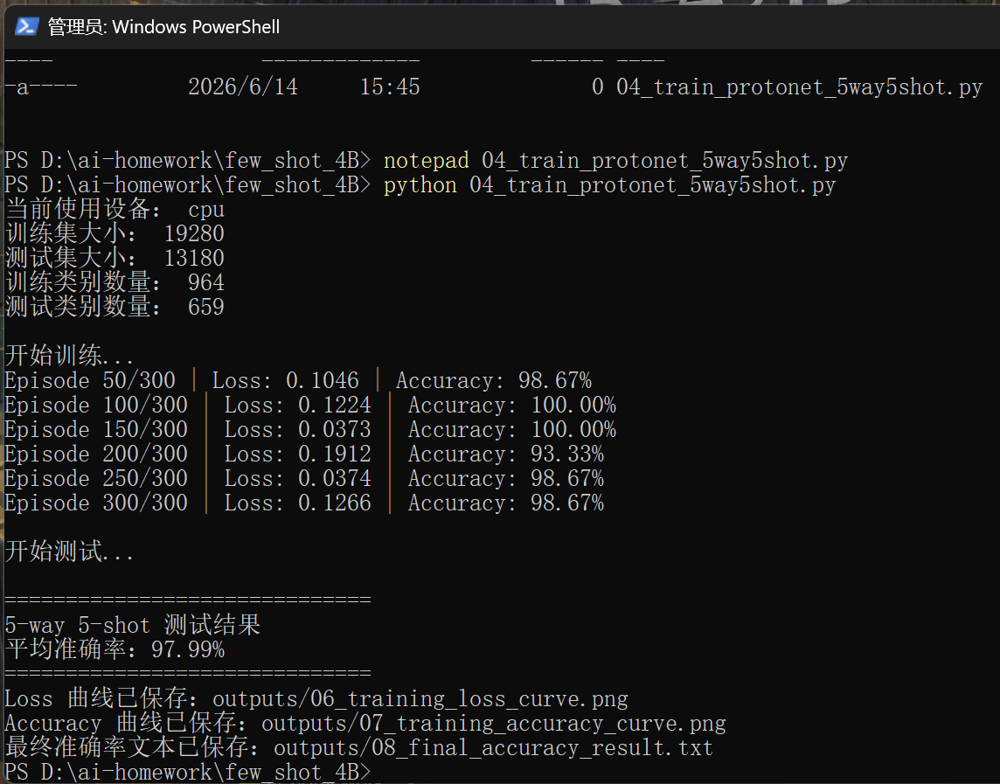 管理员: Windows PowerShell
---- ------------- ------ ----
-a---- 2026/6/14 15:45 0 04_train_protonet_5way5shot.py
PS D:\ai-homework\few_shot_4B> notepad 04_train_protonet_5way5shot.py
PS D:\ai-homework\few_shot_4B> python 04_train_protonet_5way5shot.py
当前使用设备： cpu
训练集大小： 19280
测试集大小： 13180
训练类别数量： 964
测试类别数量： 659
开始训练...
Episode 50/300 | Loss: 0.1046 | Accuracy: 98.67%
Episode 100/300 | Loss: 0.1224 | Accuracy: 100.00%
Episode 150/300 | Loss: 0.0373 | Accuracy: 100.00%
Episode 200/300 | Loss: 0.1912 | Accuracy: 93.33%
Episode 250/300 | Loss: 0.0374 | Accuracy: 98.67%
Episode 300/300 | Loss: 0.1266 | Accuracy: 98.67%
开始测试...
==============================
5-way 5-shot 测试结果
平均准确率：97.99%
==============================
Loss 曲线已保存：outputs/06_training_loss_curve.png
Accuracy 曲线已保存：outputs/07_training_accuracy_curve.png
最终准确率文本已保存：outputs/08_final_accuracy_result.txt
PS D:\ai-homework\few_shot_4B>